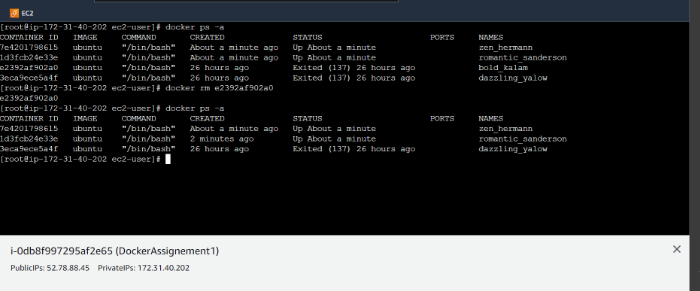 EC2
[root@ip-172-31-40-202 ec2-user]# docker ps -a
CONTAINER ID   IMAGE   COMMAND   CREATED   STATUS   PORTS   NAMES
7e4201798615   ubuntu   "/bin/bash"   About a minute ago   Up About a minute   zen_hermann
1d3fcb24e33e   ubuntu   "/bin/bash"   About a minute ago   Up About a minute   romantic_sanderson
e2392af902a0   ubuntu   "/bin/bash"   26 hours ago   Exited (137) 26 hours ago   bold_kalam
3eca9ece5a4f   ubuntu   "/bin/bash"   26 hours ago   Exited (137) 26 hours ago   dazzling_yalow
[root@ip-172-31-40-202 ec2-user]# docker rm e2392af902a0
e2392af902a0
[root@ip-172-31-40-202 ec2-user]# docker ps -a
CONTAINER ID   IMAGE   COMMAND   CREATED   STATUS   PORTS   NAMES
7e4201798615   ubuntu   "/bin/bash"   About a minute ago   Up About a minute   zen_hermann
1d3fcb24e33e   ubuntu   "/bin/bash"   2 minutes ago   Up About a minute   romantic_sanderson
3eca9ece5a4f   ubuntu   "/bin/bash"   26 hours ago   Exited (137) 26 hours ago   dazzling_yalow
[root@ip-172-31-40-202 ec2-user]#
i-0db8f997295af2e65 (DockerAssignement1)
PublicIPs: 52.78.88.45   PrivateIPs: 172.31.40.202